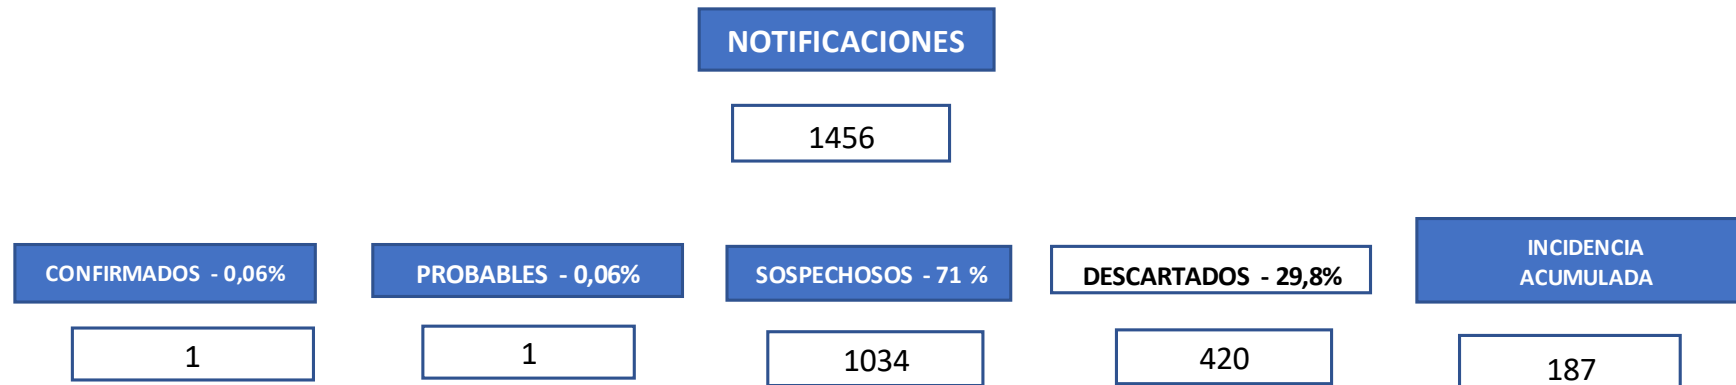 NOTIFICACIONES
1456
CONFIRMADOS - 0,06%
PROBABLES - 0,06%
SOSPECHOSOS - 71 %
DESCARTADOS - 29,8%
INCIDENCIA
ACUMULADA
1
1
1034
420
187